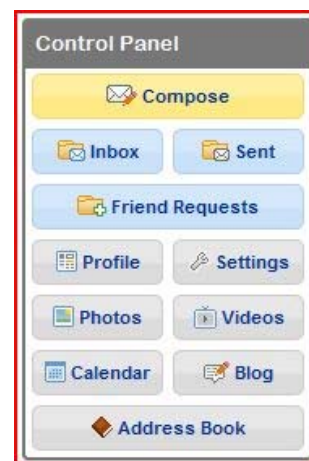 Control Panel
Compose
Inbox Sent
Friend Requests
Profile Settings
Photos Videos
Calendar Blog
Address Book